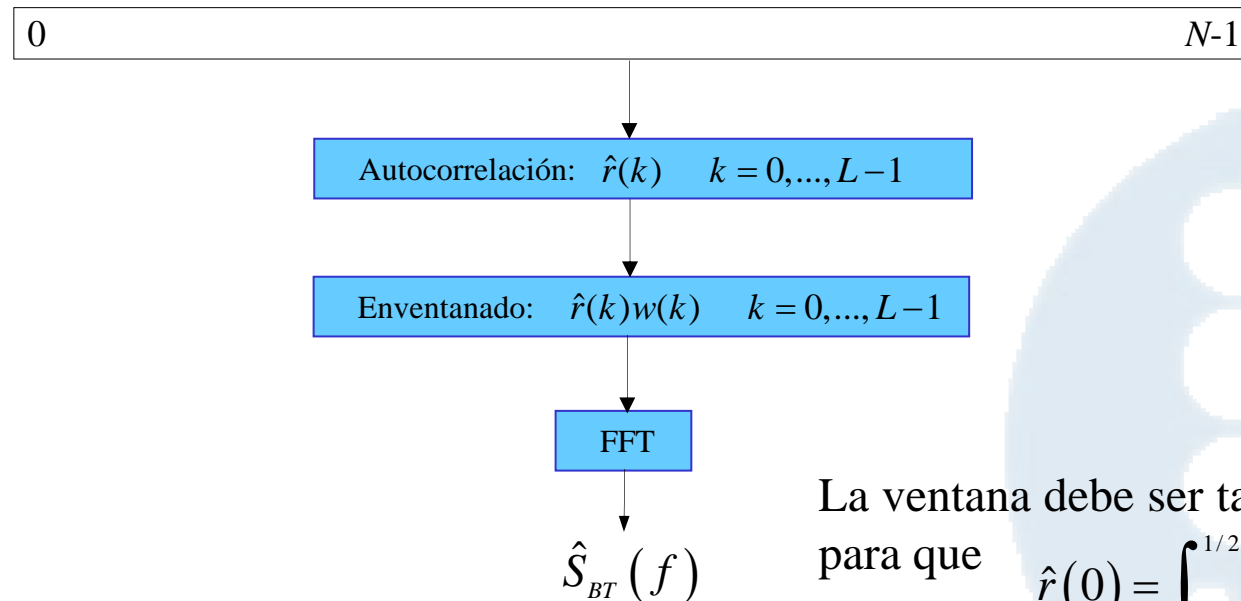 0 N-1
Autocorrelación: r̂(k) k = 0,..., L−1
Enventanado: r̂(k)w(k) k = 0,..., L−1
FFT
Ŝ_BT (f)
La ventana debe ser
para que r̂(0) = ∫^1/2